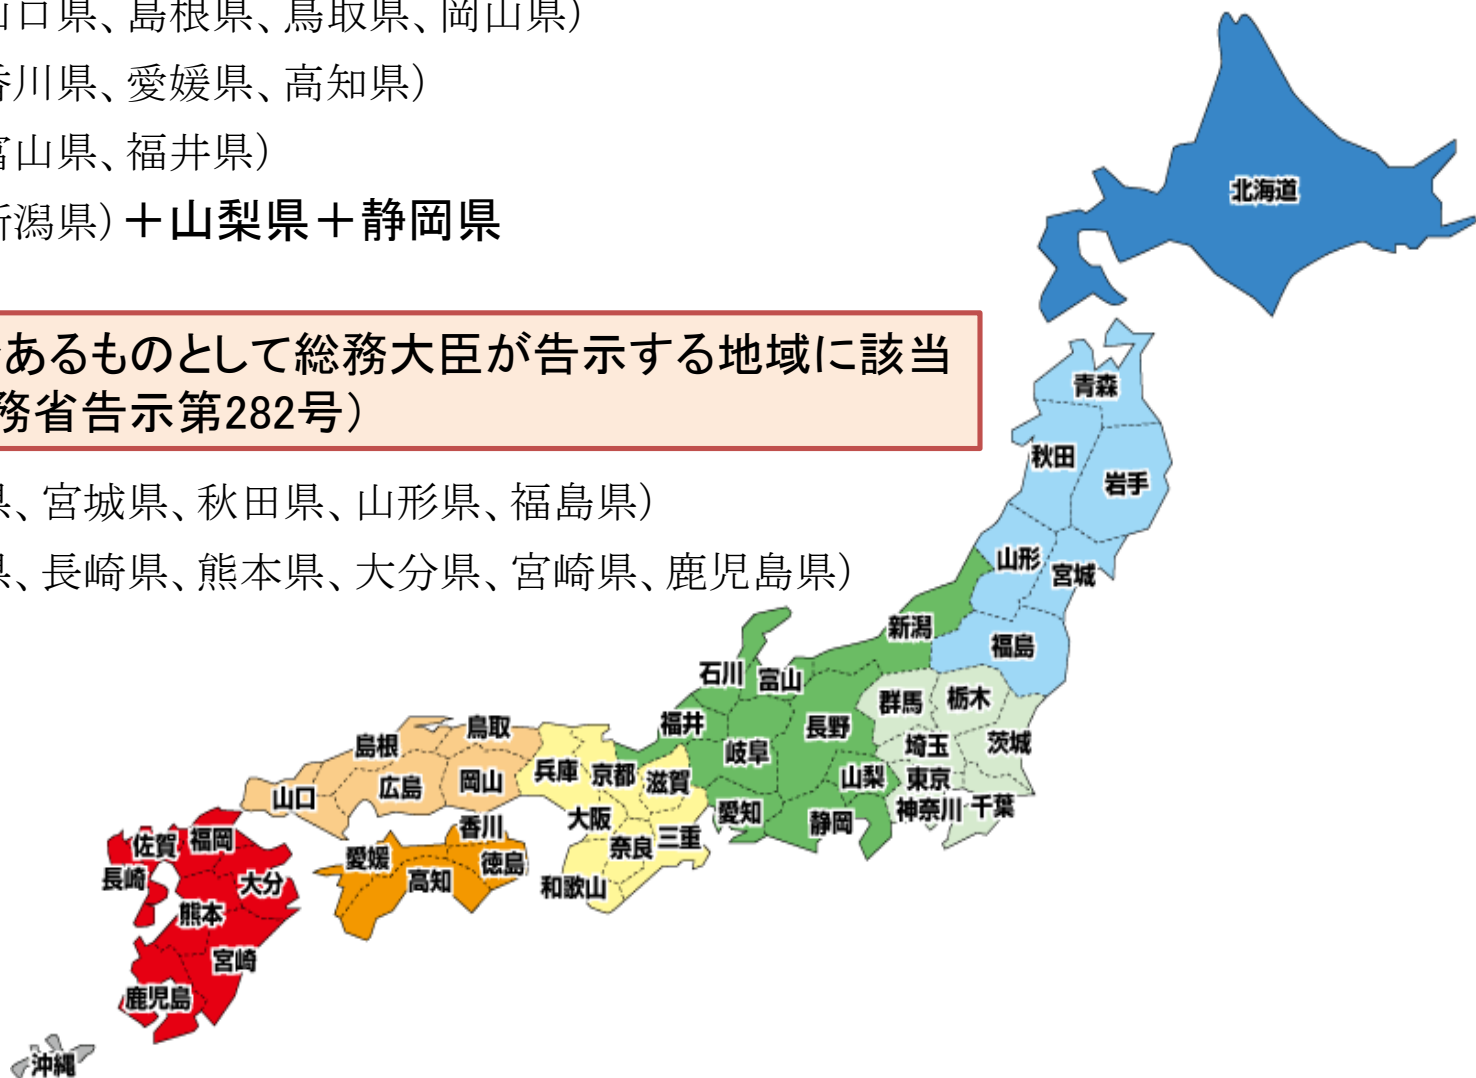 山口県、島根県、鳥取県、岡山県)
香川県、愛媛県、高知県)
富山県、福井県)
新潟県)＋山梨県＋静岡県
あるものとして総務大臣が告示する地域に該当
務省告示第282号)
県、宮城県、秋田県、山形県、福島県)
県、長崎県、熊本県、大分県、宮崎県、鹿児島県)
北海道
青森
秋田
岩手
山形
宮城
新潟
福島
石川
富山
群馬
栃木
福井
長野
茨城
鳥取
島根
岐阜
埼玉
兵庫
京都
滋賀
山梨
東京
岡山
広島
山口
愛知
静岡
神奈川
千葉
大阪
香川
三重
奈良
佐賀
福岡
愛媛
徳島
高知
長崎
大分
和歌山
熊本
宮崎
鹿児島
沖縄